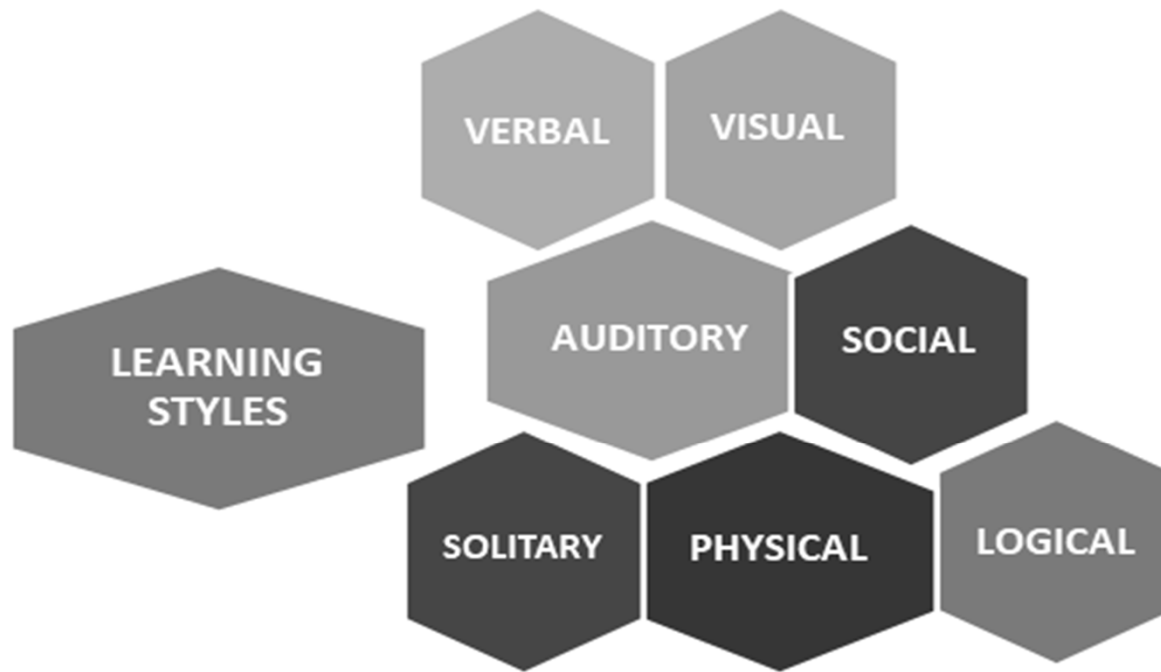 VERBAL
VISUAL
AUDITORY
SOCIAL
LEARNING
STYLES
SOLITARY
PHYSICAL
LOGICAL